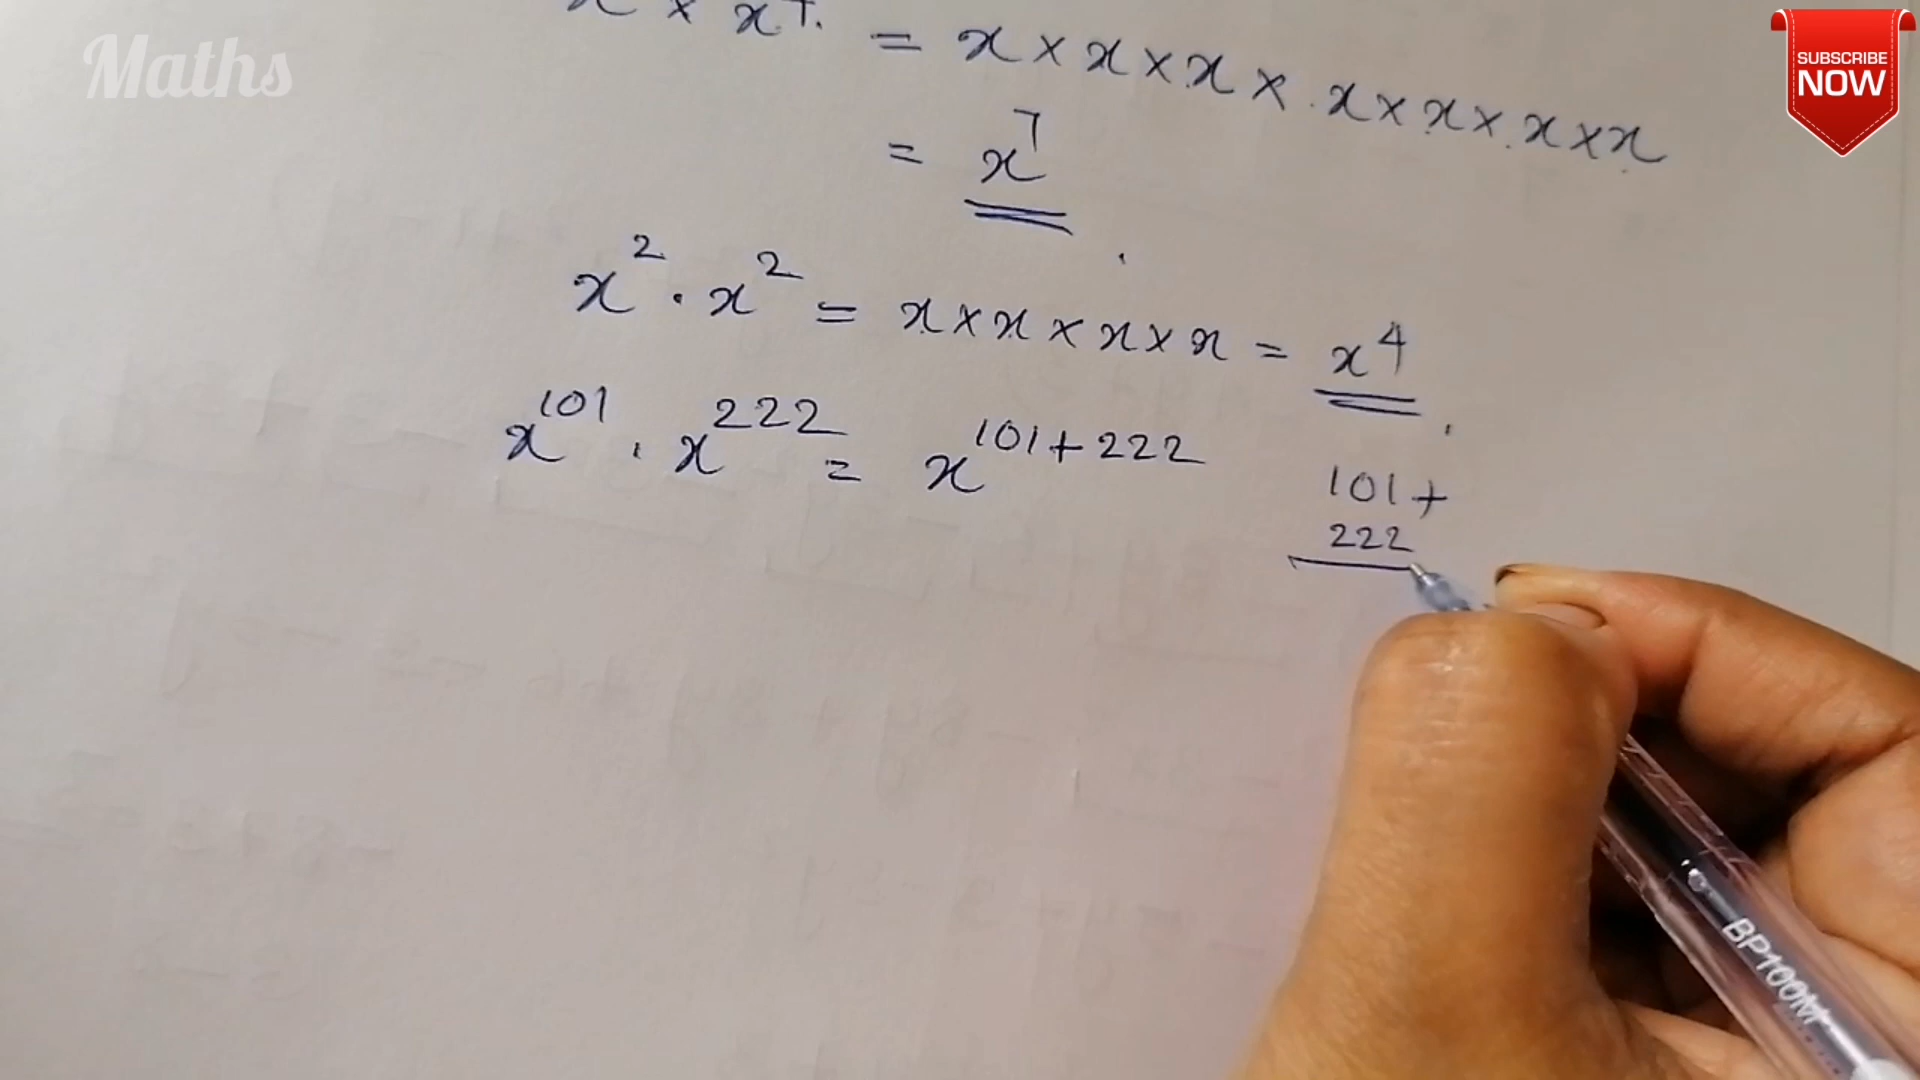 Maths
SUBSCRIBE
NOW
= x × x × x × x × x × x × x
= x⁷
x² · x² = x × x × x × x = x⁴
x¹⁰¹ · x²²² = x¹⁰¹⁺²²²
101 +
222
BP100M